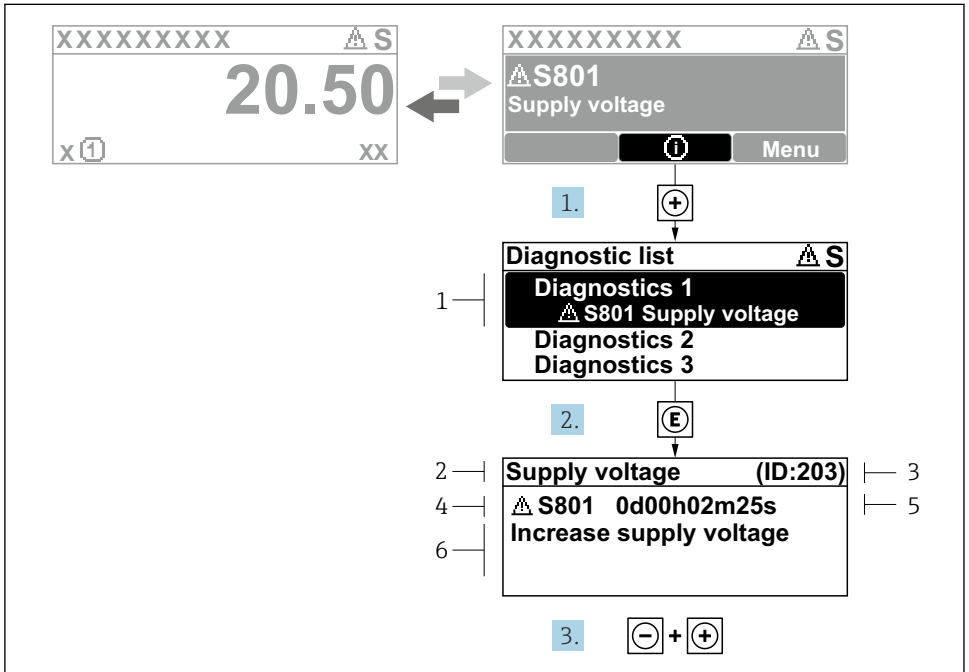 XXXXXXXXX ⚠ S
20.50
x ① XX
XXXXXXXXX ⚠ S
⚠ S801
Supply voltage
ⓘ Menu
1. +
Diagnostic list ⚠ S
1
Diagnostics 1
⚠ S801 Supply voltage
Diagnostics 2
Diagnostics 3
2. E
2 Supply voltage (ID:203) 3
4 ⚠ S801 0d00h02m25s 5
6 Increase supply voltage
3. − + +